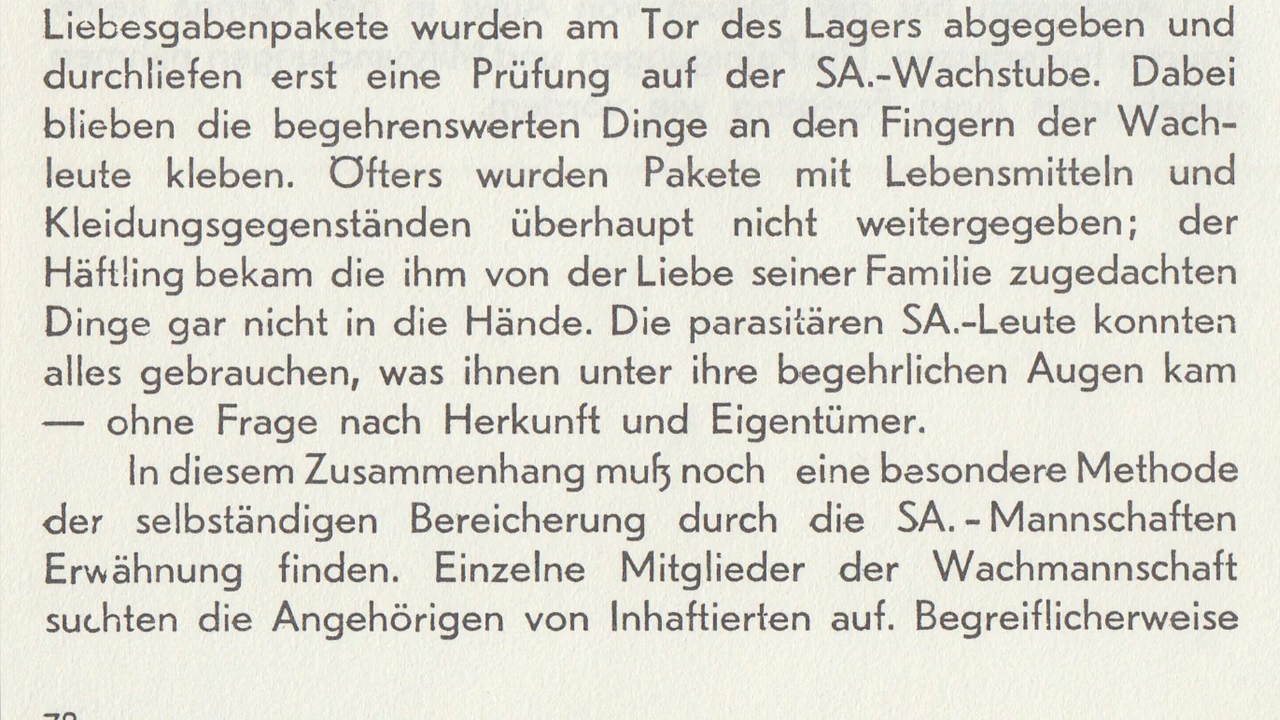 Liebesgabenpakete wurden am Tor des Lagers abgegeben und
durchliefen erst eine Prüfung auf der SA.-Wachstube. Dabei
blieben die begehrenswerten Dinge an den Fingern der Wach-
leute kleben. Öfters wurden Pakete mit Lebensmitteln und
Kleidungsgegenständen überhaupt nicht weitergegeben; der
Häftling bekam die ihm von der Liebe seiner Familie zugedachten
Dinge gar nicht in die Hände. Die parasitären SA.-Leute konnten
alles gebrauchen, was ihnen unter ihre begehrlichen Augen kam
— ohne Frage nach Herkunft und Eigentümer.
In diesem Zusammenhang muß noch eine besondere Methode
der selbständigen Bereicherung durch die SA. - Mannschaften
Erwähnung finden. Einzelne Mitglieder der Wachmannschaft
suchten die Angehörigen von Inhaftierten auf. Begreiflicherweise